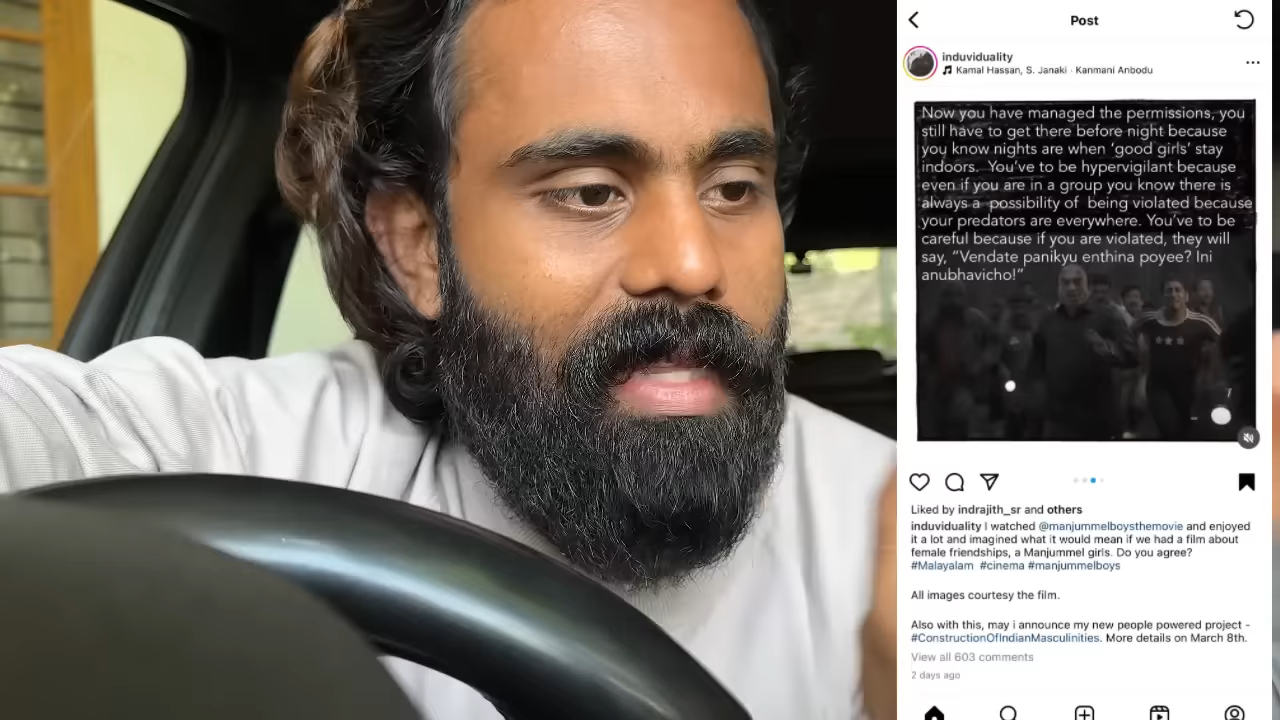 Post
induviduality
Kamal Hassan, S. Janaki · Kanmani Anbodu
Now you have managed the permissions, you
still have to get there before night because
you know nights are when ‘good girls’ stay
indoors. You’ve to be hypervigilant because
even if you are in a group you know there is
always a possibility of being violated because
your predators are everywhere. You’ve to be
careful because if you are violated, they will
say, “Vendate panikyu enthina poyee? Ini
anubhavicho!”
Liked by indrajith_sr and others
induviduality I watched @manjummelboysthemovie and enjoyed
it a lot and imagined what it would mean if we had a film about
female friendships, a Manjummel girls. Do you agree?
#Malayalam #cinema #manjummelboys
All images courtesy the film.
Also with this, may i announce my new people powered project -
#ConstructionOfIndianMasculinities. More details on March 8th.
View all 603 comments
2 days ago